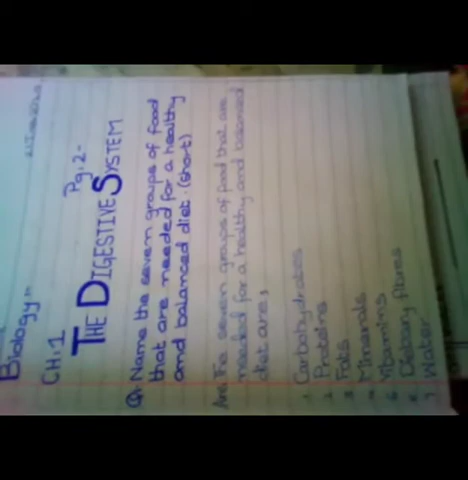 Biology"
CH:1
Pg:2-
THE DIGESTIVE SYSTEM
Q: Name the seven groups of food
that are needed for a healthy
and balanced diet. (short)
Ans: The seven groups of food that are
needed for a healthy and balanced
diet are,
1 Carbohydrates
2 Proteins
3 Fats
4 Minerals
Vitamins
6 Dietary fibres
7 Water